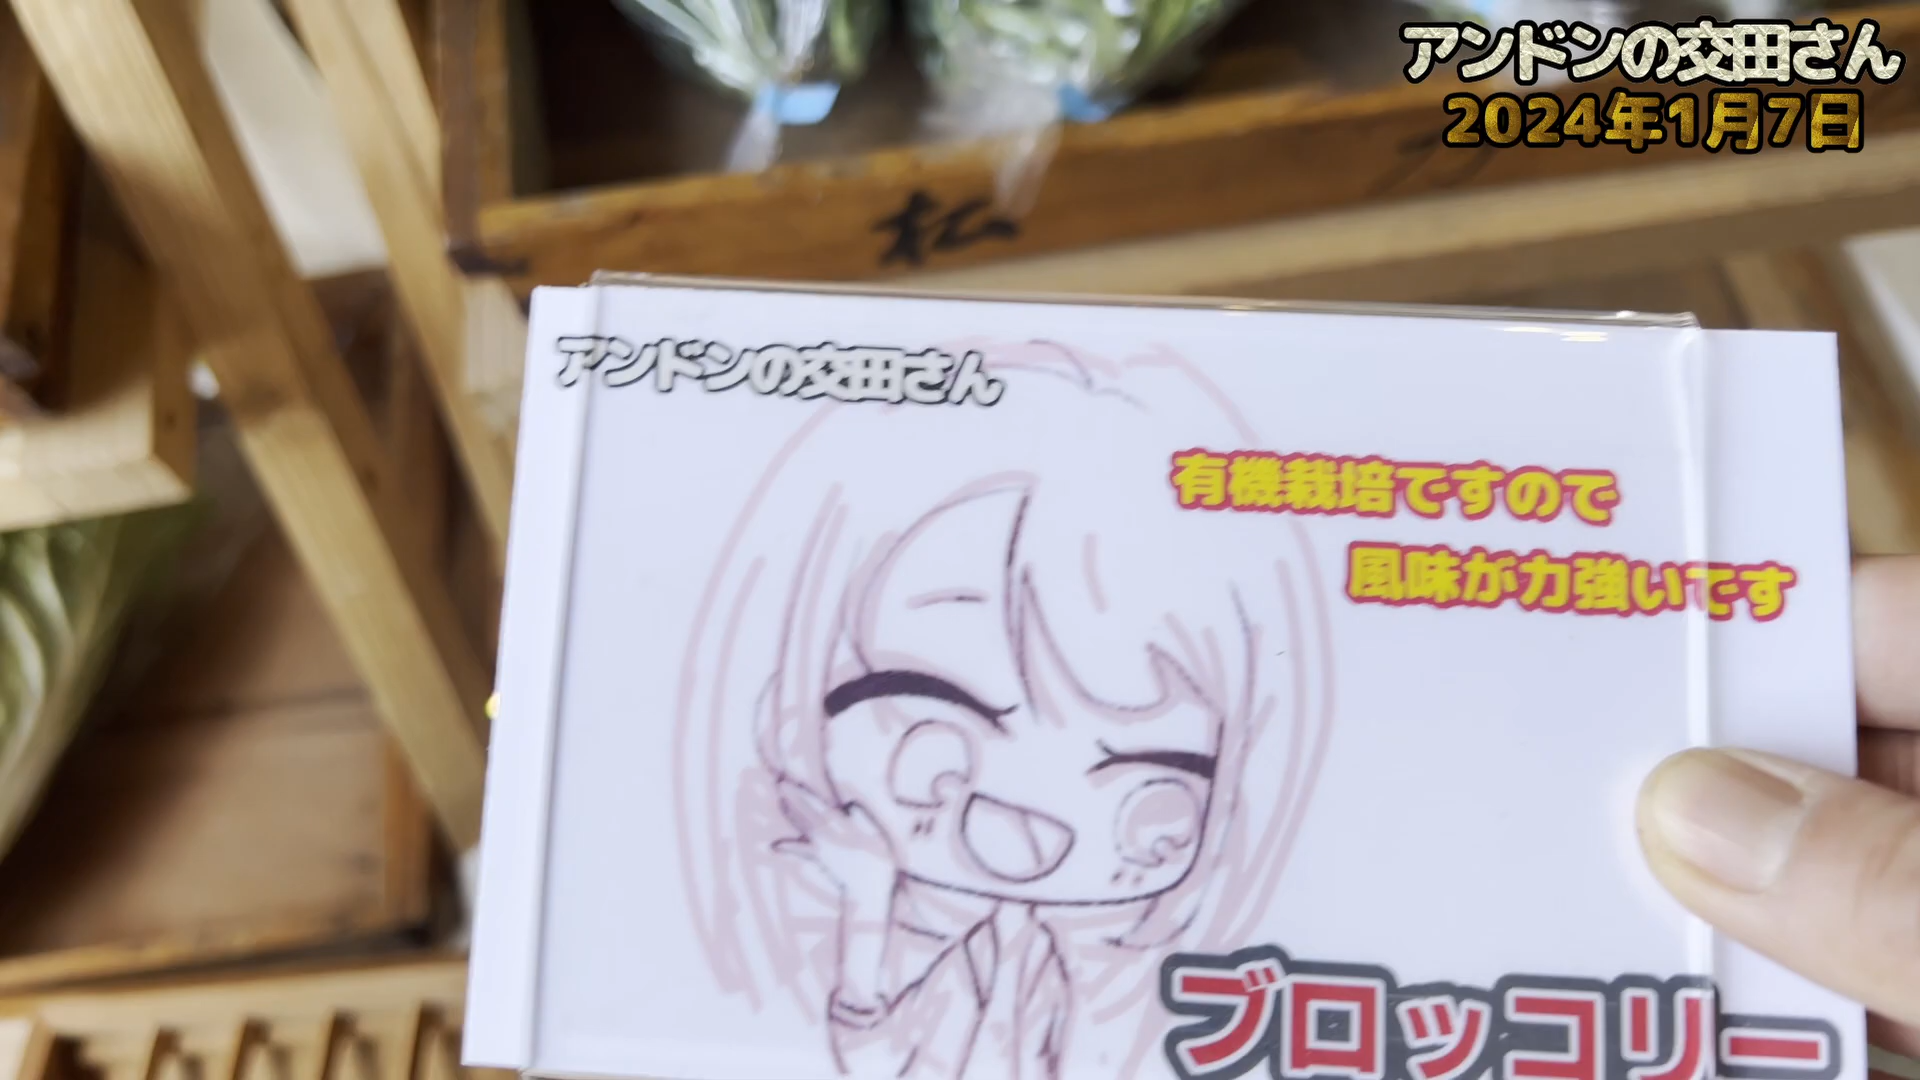 アンドンの交田さん
2024年1月7日
松
アンドンの交田さん
有機栽培ですので
風味が力強いです
ブロッコリー